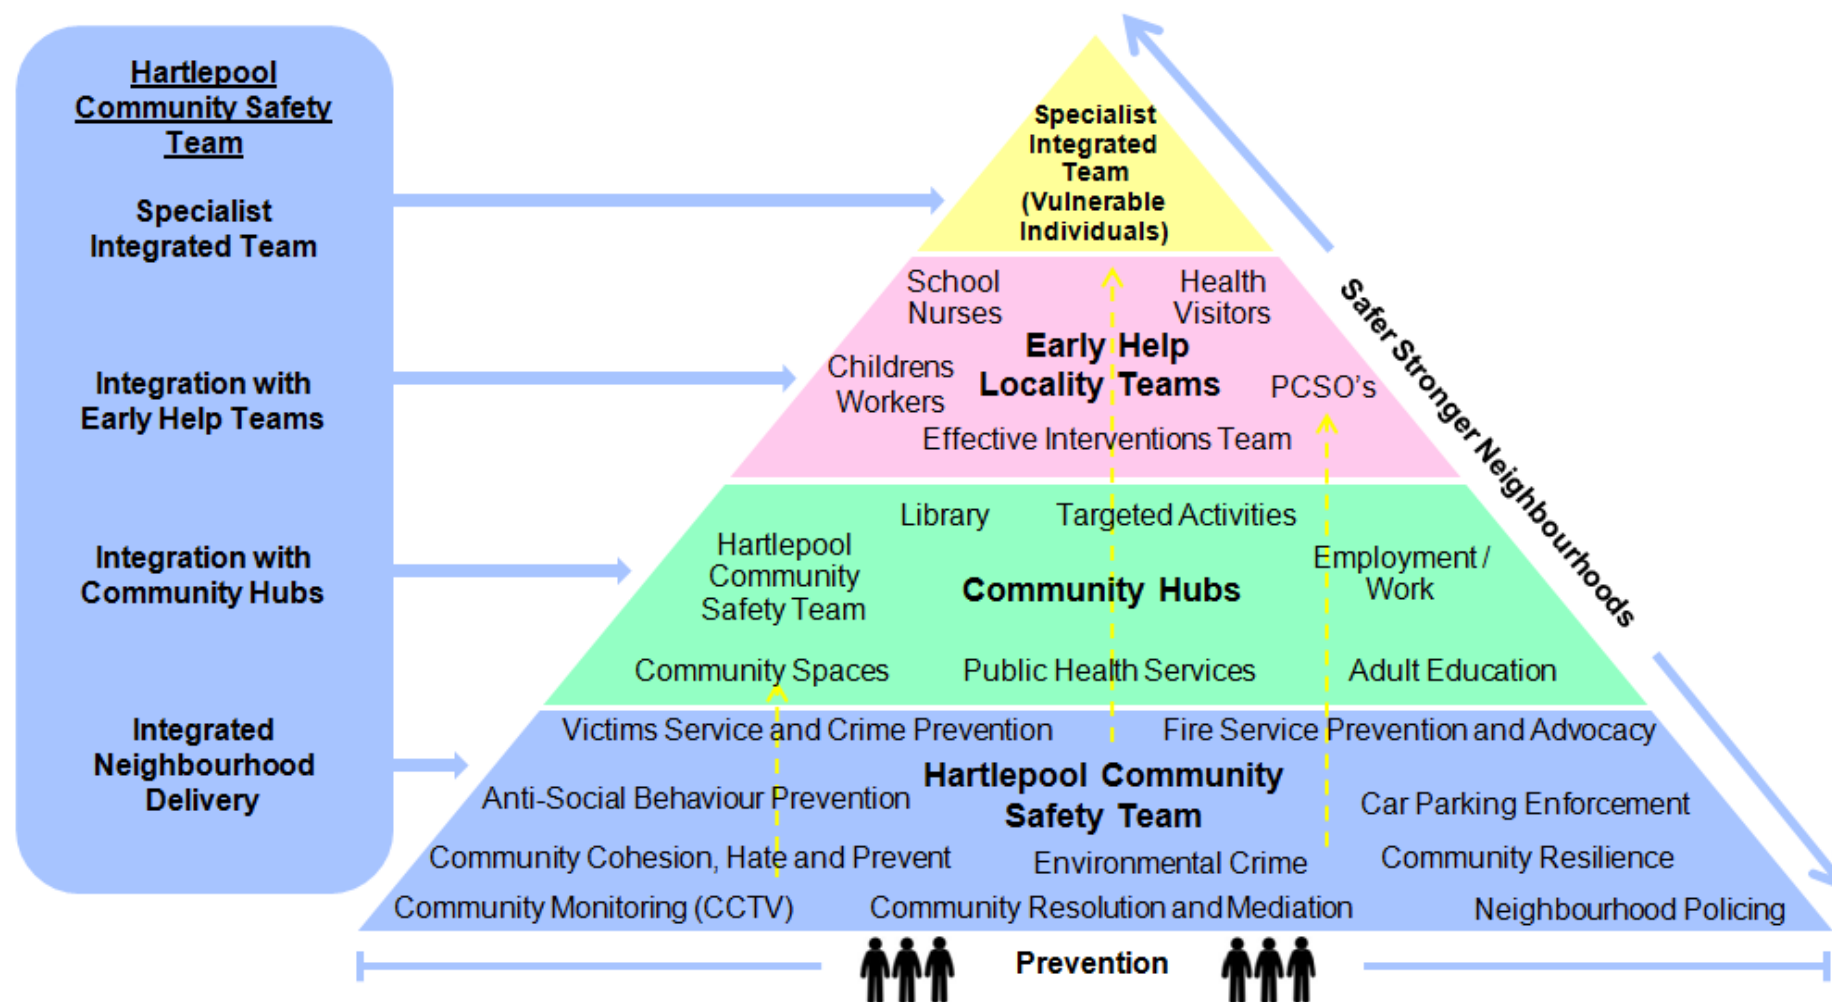 Hartlepool
Community Safety
Team
Specialist
Integrated Team
Integration with
Early Help Teams
Integration with
Community Hubs
Integrated
Neighbourhood
Delivery
Specialist
Integrated
Team
(Vulnerable
Individuals)
School
Nurses
Health
Visitors
Early Help
Locality Teams
Childrens
Workers
PCSO's
Effective Interventions Team
Library
Targeted Activities
Hartlepool
Community
Safety Team
Community Hubs
Employment /
Work
Community Spaces
Public Health Services
Adult Education
Victims Service and Crime Prevention
Fire Service Prevention and Advocacy
Hartlepool Community
Safety Team
Anti-Social Behaviour Prevention
Car Parking Enforcement
Community Cohesion, Hate and Prevent
Environmental Crime
Community Resilience
Community Monitoring (CCTV)
Community Resolution and Mediation
Neighbourhood Policing
Safer Stronger Neighbourhoods
Prevention